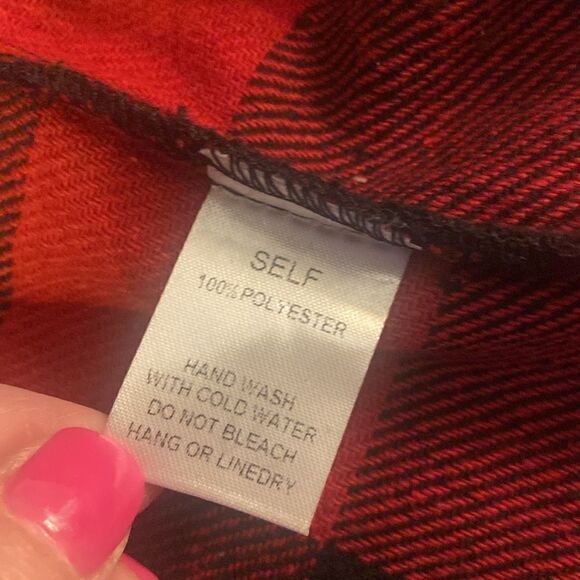 SELF
100% POLYESTER
HAND WASH
WITH COLD WATER
DO NOT BLEACH
HANG OR LINEDRY